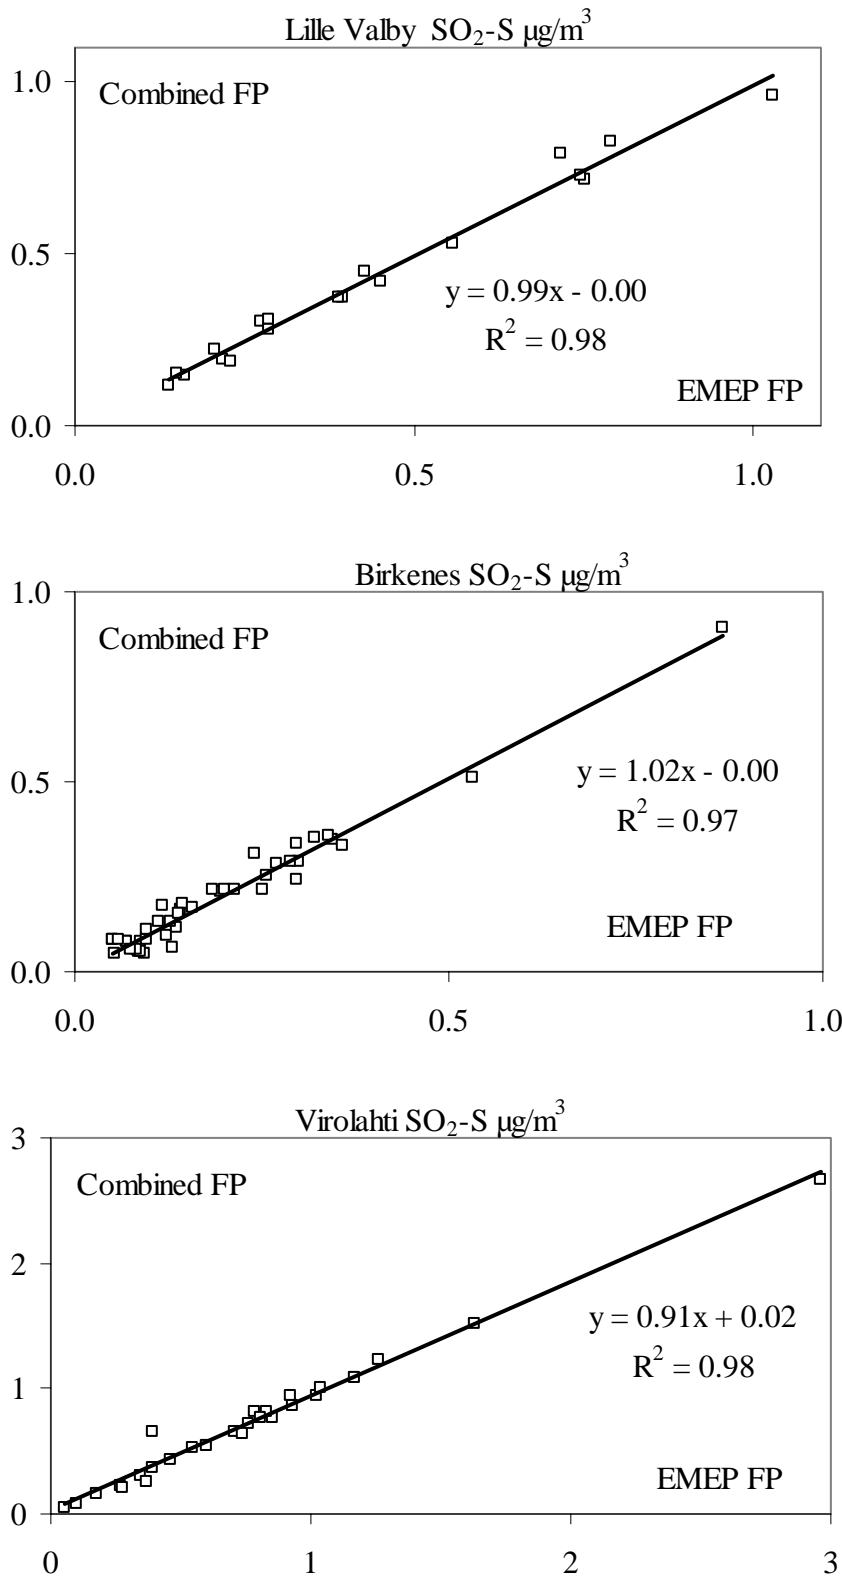 Lille Valby SO₂-S µg/m³
1.0
Combined FP
0.5
y = 0.99x - 0.00
R² = 0.98
EMEP FP
0.0
0.0 0.5 1.0
Birkenes SO₂-S µg/m³
1.0
Combined FP
0.5
y = 1.02x - 0.00
R² = 0.97
EMEP FP
0.0
0.0 0.5 1.0
Virolahti SO₂-S µg/m³
3
Combined FP
2
y = 0.91x + 0.02
R² = 0.98
1
EMEP FP
0
0 1 2 3